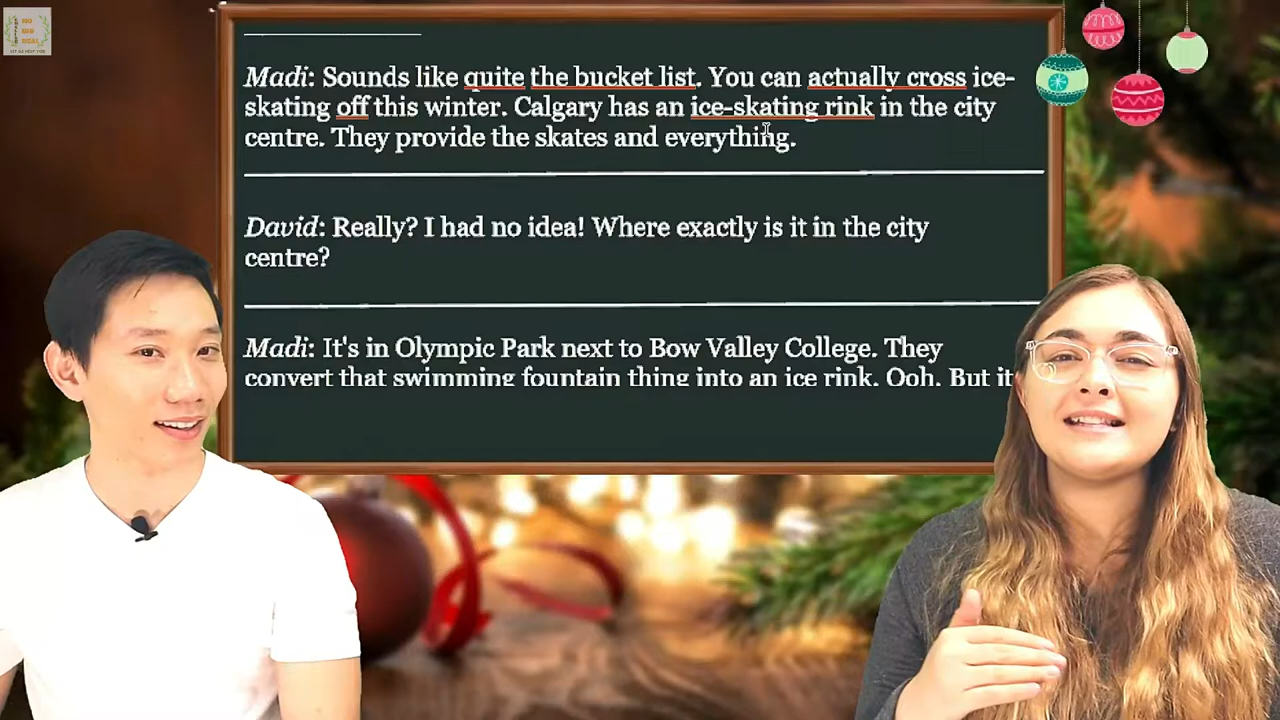 Madi: Sounds like quite the bucket list. You can actually cross ice-
skating off this winter. Calgary has an ice-skating rink in the city
centre. They provide the skates and everything.
David: Really? I had no idea! Where exactly is it in the city
centre?
Madi: It's in Olympic Park next to Bow Valley College. They
convert that swimming fountain thing into an ice rink. Ooh. But it